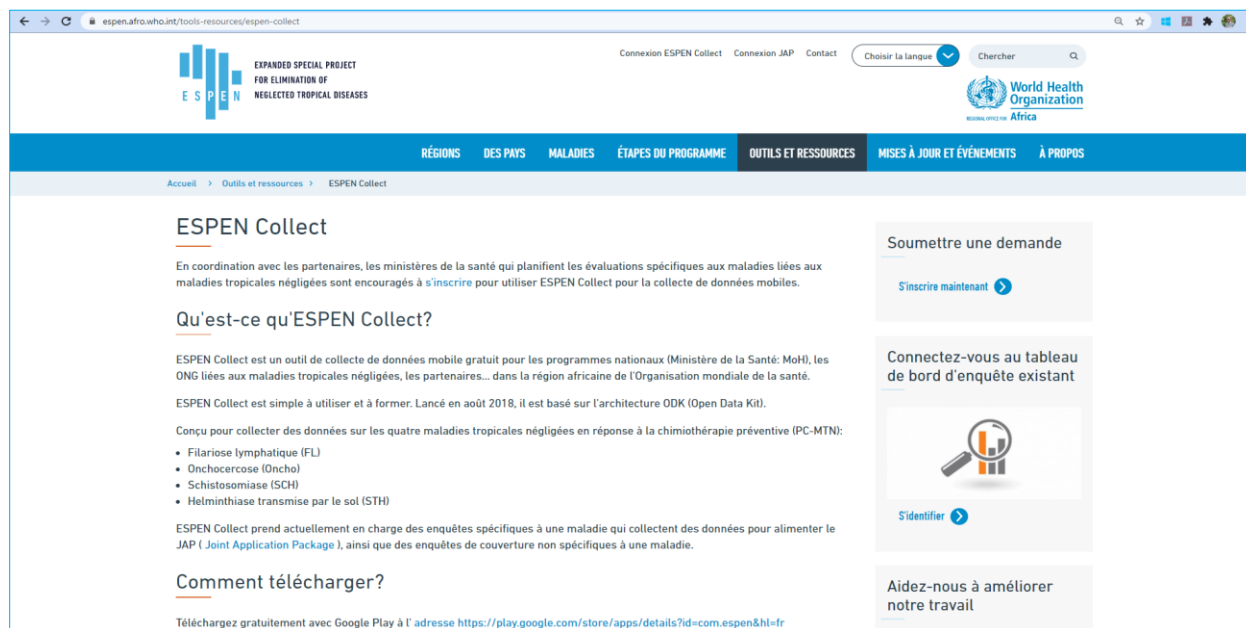 espen.afro.who.int/tools-resources/espen-collect
Connexion ESPEN Collect Connexion JAP Contact Choisir la langue Chercher
ESPEN
EXPANDED SPECIAL PROJECT
FOR ELIMINATION OF
NEGLECTED TROPICAL DISEASES
World Health
Organization
REGIONAL OFFICE FOR Africa
RÉGIONS DES PAYS MALADIES ÉTAPES DU PROGRAMME OUTILS ET RESSOURCES MISES À JOUR ET ÉVÉNEMENTS À PROPOS
Accueil > Outils et ressources > ESPEN Collect
ESPEN Collect
En coordination avec les partenaires, les ministères de la santé qui planifient les évaluations spécifiques aux maladies liées aux
maladies tropicales négligées sont encouragés à s'inscrire pour utiliser ESPEN Collect pour la collecte de données mobiles.
Qu'est-ce qu'ESPEN Collect?
ESPEN Collect est un outil de collecte de données mobile gratuit pour les programmes nationaux (Ministère de la Santé: MoH), les
ONG liées aux maladies tropicales négligées, les partenaires... dans la région africaine de l'Organisation mondiale de la santé.
ESPEN Collect est simple à utiliser et à former. Lancé en août 2018, il est basé sur l'architecture ODK (Open Data Kit).
Conçu pour collecter des données sur les quatre maladies tropicales négligées en réponse à la chimiothérapie préventive (PC-MTN):
• Filariose lymphatique (FL)
• Onchocercose (Oncho)
• Schistosomiase (SCH)
• Helminthiase transmise par le sol (STH)
ESPEN Collect prend actuellement en charge des enquêtes spécifiques à une maladie qui collectent des données pour alimenter le
JAP ( Joint Application Package ), ainsi que des enquêtes de couverture non spécifiques à une maladie.
Comment télécharger?
Téléchargez gratuitement avec Google Play à l' adresse https://play.google.com/store/apps/details?id=com.espen&hl=fr
Soumettre une demande
S'inscrire maintenant
Connectez-vous au tableau
de bord d'enquête existant
S'identifier
Aidez-nous à améliorer
notre travail